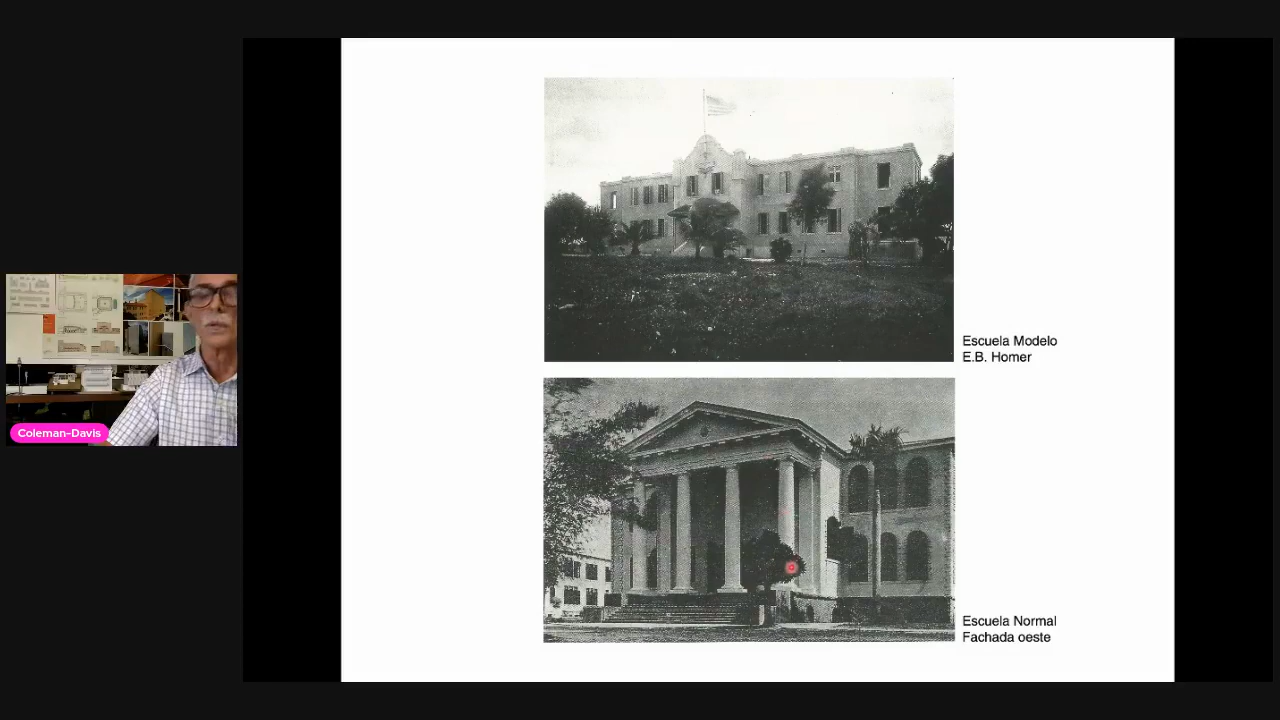 Escuela Modelo
E.B. Homer
Coleman-Davis
Escuela Normal
Fachada oeste